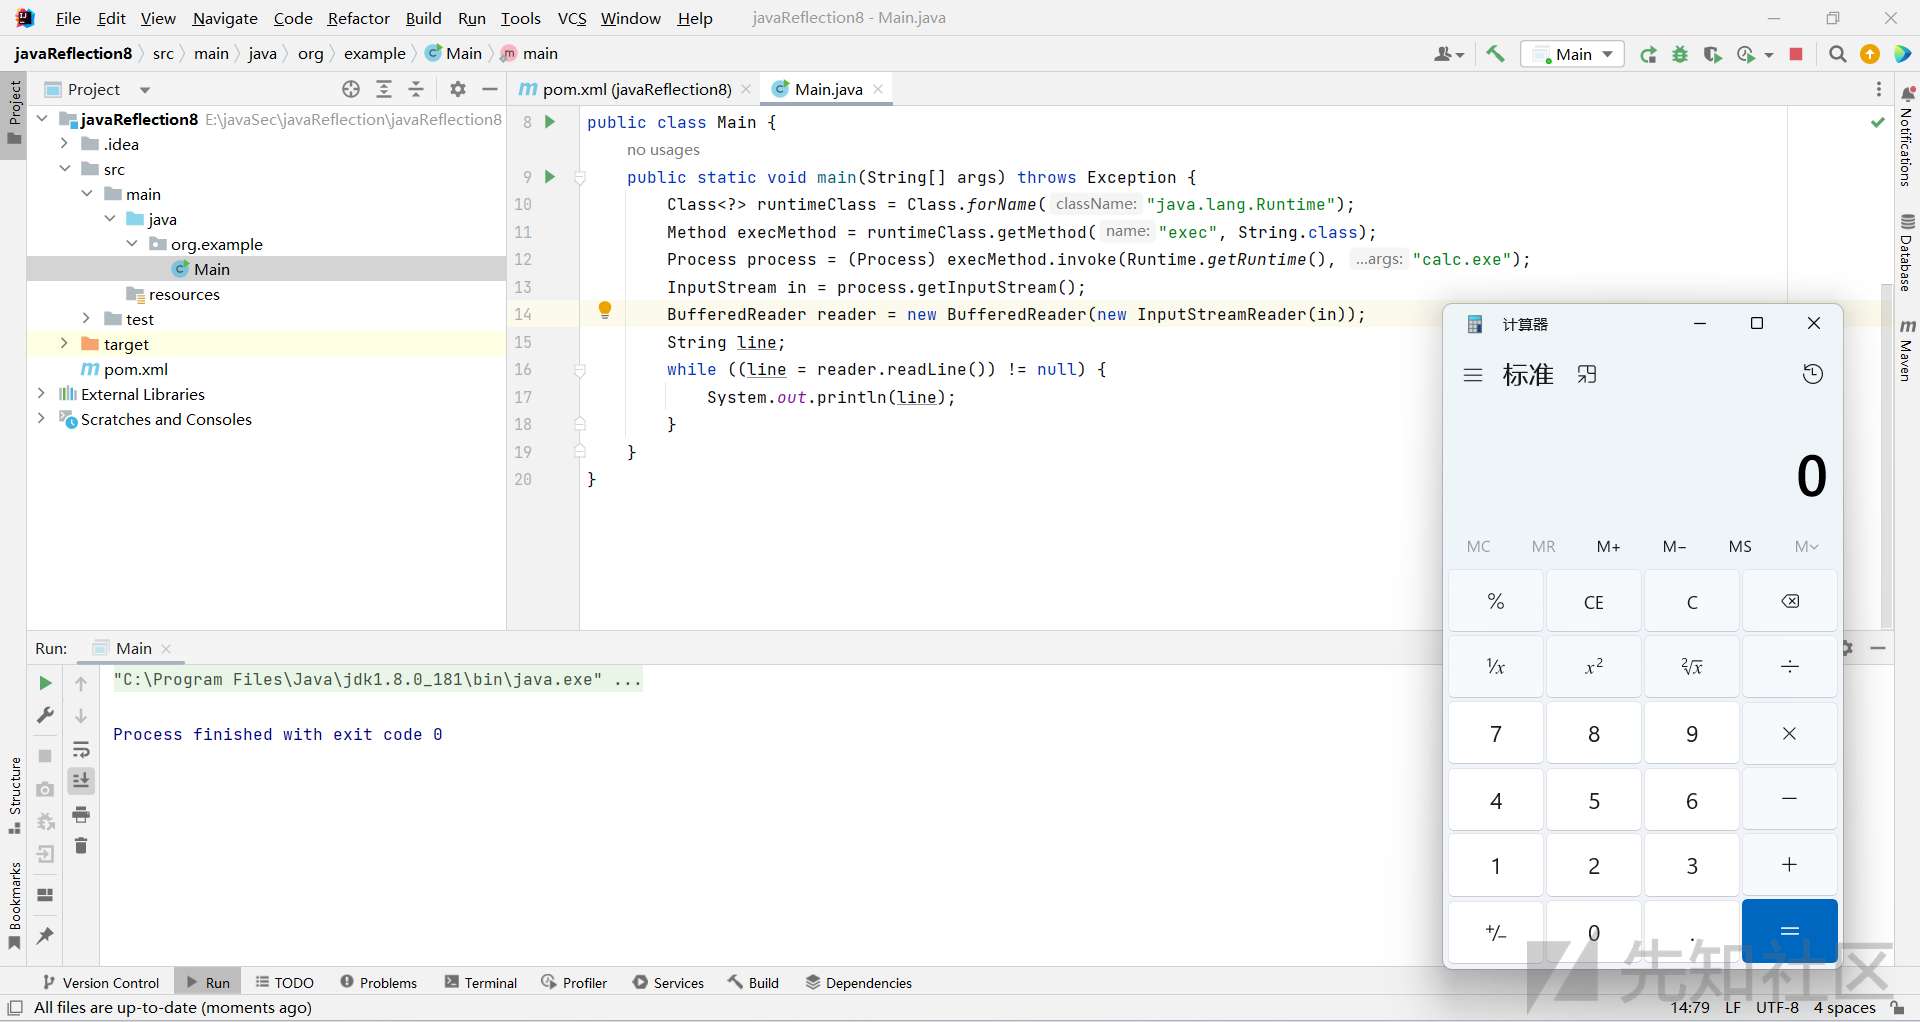 File Edit View Navigate Code Refactor Build Run Tools VCS Window Help javaReflection8 - Main.java
javaReflection8 src main java org example Main main
Main
Project
Project
javaReflection8 E:\javaSec\javaReflection\javaReflection8
.idea
src
main
java
org.example
Main
resources
test
target
pom.xml
External Libraries
Scratches and Consoles
pom.xml (javaReflection8)
Main.java
8 public class Main {
no usages
9 public static void main(String[] args) throws Exception {
10 Class<?> runtimeClass = Class.forName( className: "java.lang.Runtime");
11 Method execMethod = runtimeClass.getMethod( name: "exec", String.class);
12 Process process = (Process) execMethod.invoke(Runtime.getRuntime(), ...args: "calc.exe");
13 InputStream in = process.getInputStream();
14 BufferedReader reader = new BufferedReader(new InputStreamReader(in));
15 String line;
16 while ((line = reader.readLine()) != null) {
17 System.out.println(line);
18 }
19 }
20 }
Notifications
Database
Maven
计算器
标准
0
MC MR M+ M− MS M
% CE C
¹/x x² ²√x ÷
7 8 9 ×
4 5 6 −
1 2 3 +
+/− 0 . =
Run: Main
"C:\Program Files\Java\jdk1.8.0_181\bin\java.exe" ...
Process finished with exit code 0
Structure
Bookmarks
Version Control Run TODO Problems Terminal Profiler Services Build Dependencies
All files are up-to-date (moments ago)
14:79 LF UTF-8 4 spaces
先知社区